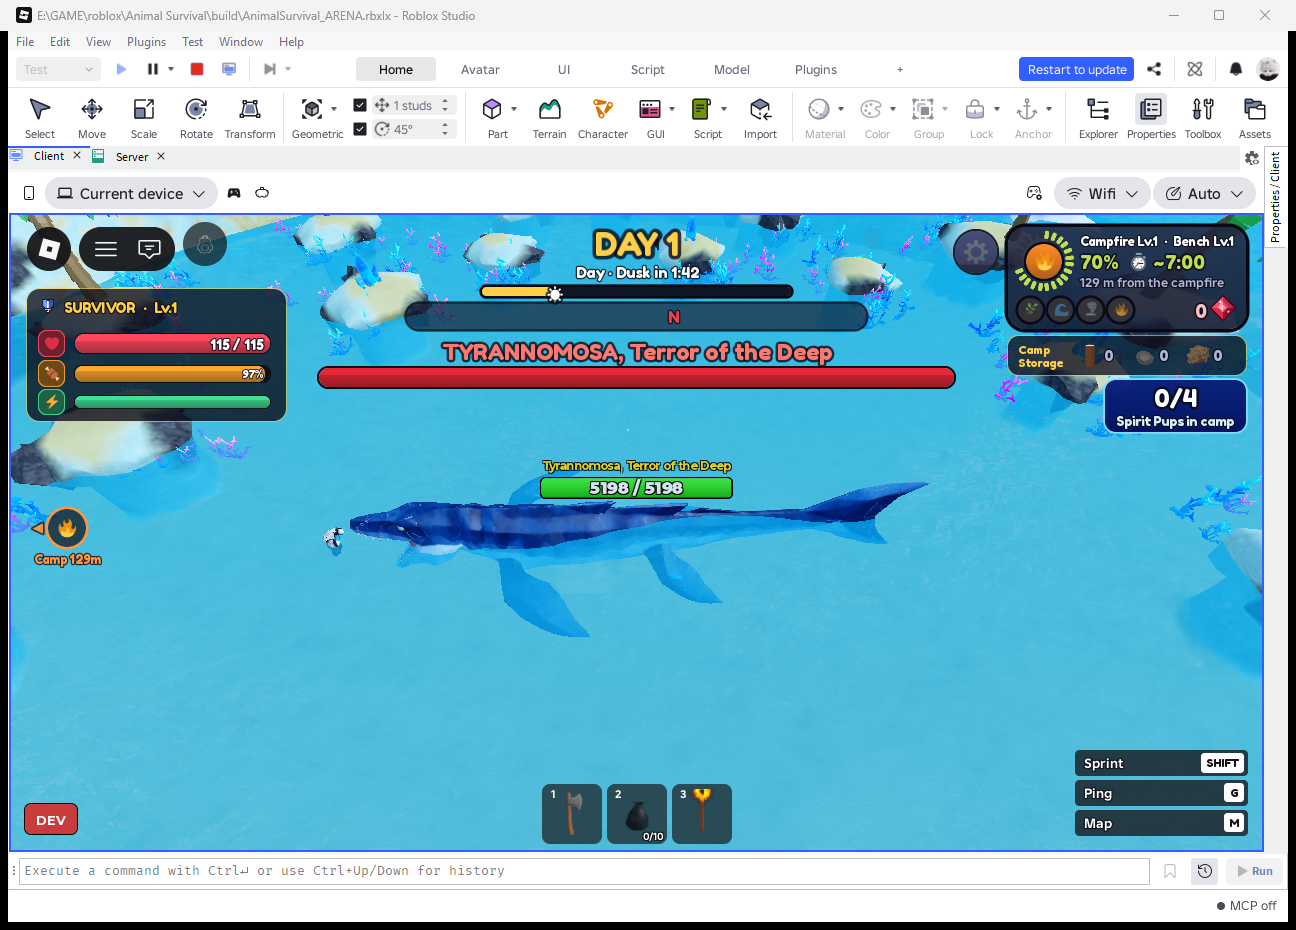 E:\GAME\roblox\Animal Survival\build\AnimalSurvival_ARENA.rbxlx - Roblox Studio
File Edit View Plugins Test Window Help
Test
Home Avatar UI Script Model Plugins +
Restart to update
Select Move Scale Rotate Transform
Geometric
1 studs
45°
Part Terrain Character GUI Script Import
Material Color Group Lock Anchor
Explorer Properties Toolbox Assets
Client
Server
Properties / Client
Current device
Wifi
Auto
DAY 1
Day · Dusk in 1:42
N
TYRANNOMOSA, Terror of the Deep
SURVIVOR · Lv.1
115 / 115
97%
Campfire Lv.1 · Bench Lv.1
70% ~7:00
129 m from the campfire
0
Camp Storage
0 0 0
0/4
Spirit Pups in camp
Tyrannomosa, Terror of the Deep
5198 / 5198
Camp 129m
Sprint SHIFT
Ping G
Map M
1 2 3
0/10
DEV
Execute a command with Ctrl↵ or use Ctrl+Up/Down for history
Run
MCP off